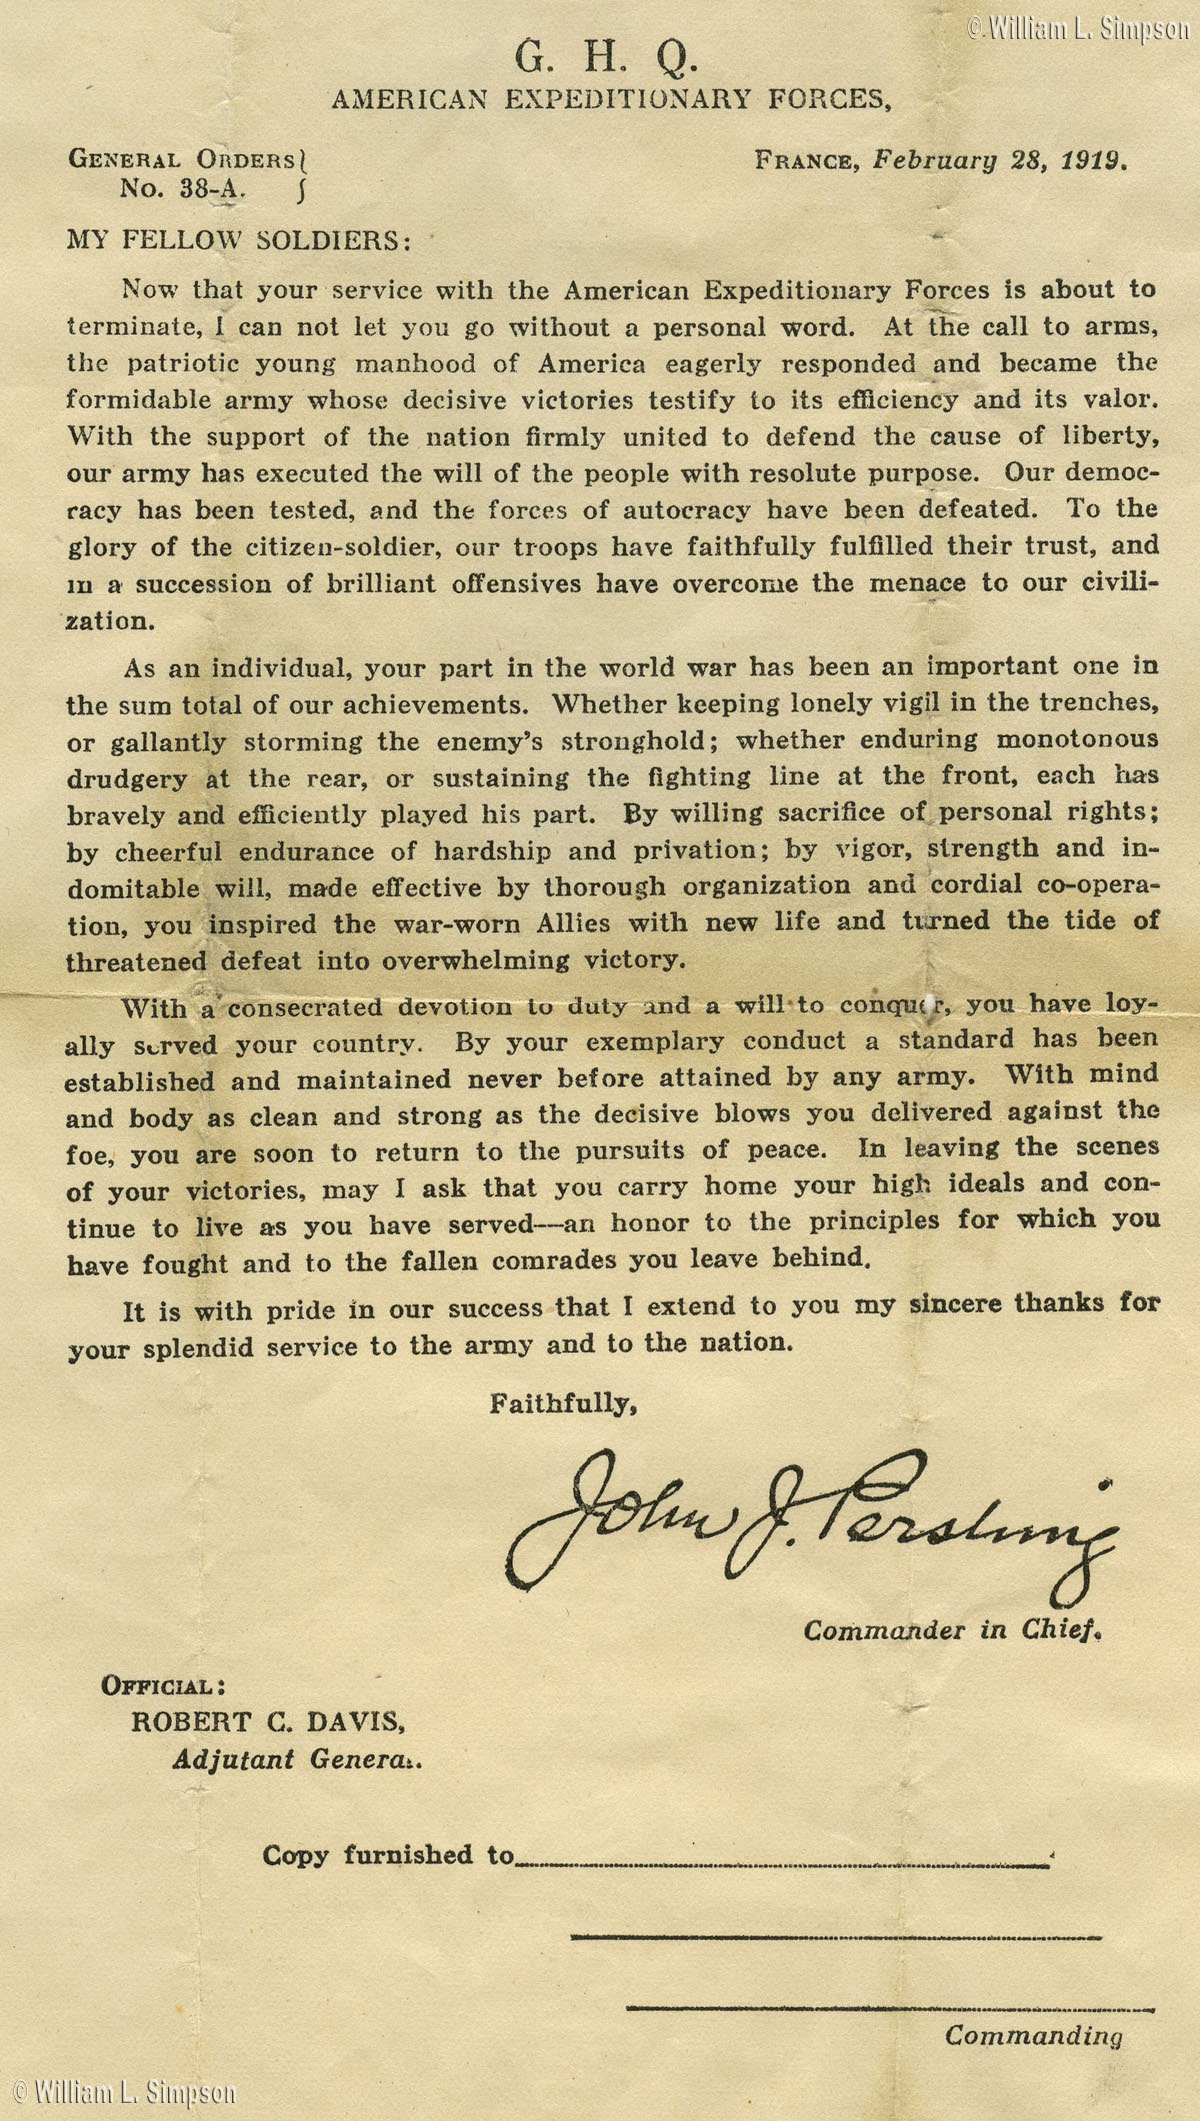 © William L. Simpson
G. H. Q.
AMERICAN EXPEDITIONARY FORCES,
GENERAL ORDERS
FRANCE, February 28, 1919.
No. 38-A.
MY FELLOW SOLDIERS:
Now that your service with the American Expeditionary Forces is about to
terminate, I can not let you go without a personal word. At the call to arms,
the patriotic young manhood of America eagerly responded and became the
formidable army whose decisive victories testify to its efficiency and its valor.
With the support of the nation firmly united to defend the cause of liberty,
our army has executed the will of the people with resolute purpose. Our democ-
racy has been tested, and the forces of autocracy have been defeated. To the
glory of the citizen-soldier, our troops have faithfully fulfilled their trust, and
in a succession of brilliant offensives have overcome the menace to our civili-
zation.
As an individual, your part in the world war has been an important one in
the sum total of our achievements. Whether keeping lonely vigil in the trenches,
or gallantly storming the enemy's stronghold; whether enduring monotonous
drudgery at the rear, or sustaining the fighting line at the front, each has
bravely and efficiently played his part. By willing sacrifice of personal rights;
by cheerful endurance of hardship and privation; by vigor, strength and in-
domitable will, made effective by thorough organization and cordial co-opera-
tion, you inspired the war-worn Allies with new life and turned the tide of
threatened defeat into overwhelming victory.
With a consecrated devotion to duty and a will to conquer, you have loy-
ally served your country. By your exemplary conduct a standard has been
established and maintained never before attained by any army. With mind
and body as clean and strong as the decisive blows you delivered against the
foe, you are soon to return to the pursuits of peace. In leaving the scenes
of your victories, may I ask that you carry home your high ideals and con-
tinue to live as you have served—an honor to the principles for which you
have fought and to the fallen comrades you leave behind.
It is with pride in our success that I extend to you my sincere thanks for
your splendid service to the army and to the nation.
Faithfully,
John J. Pershing
Commander in Chief.
OFFICIAL:
ROBERT C. DAVIS,
Adjutant General.
Copy furnished to
Commanding
© William L. Simpson